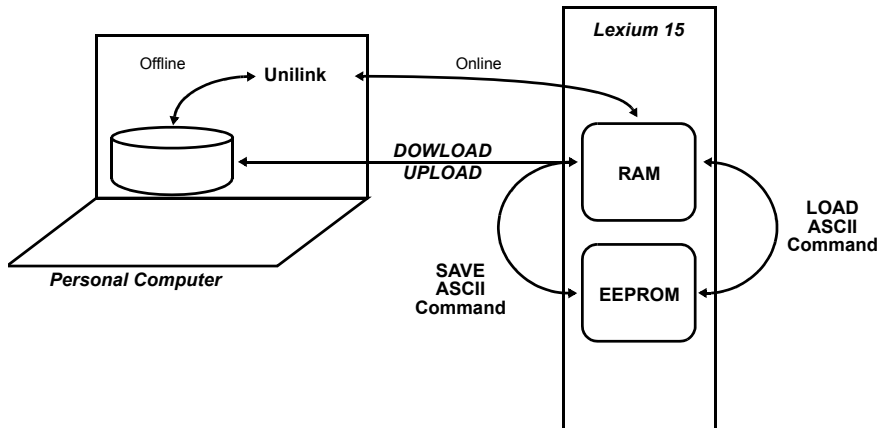 Lexium 15
Offline
Unilink
Online
DOWLOAD
UPLOAD
RAM
LOAD
ASCII
Command
SAVE
ASCII
Command
EEPROM
Personal Computer